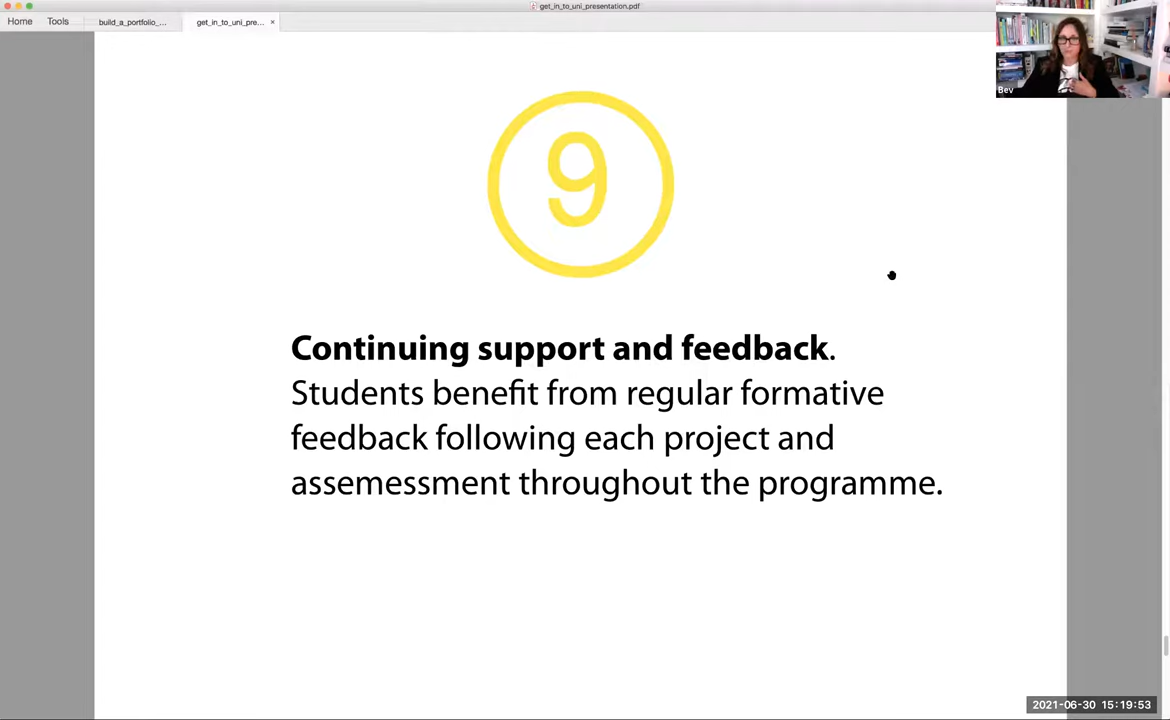 get_in_to_uni_presentation.pdf
Home Tools build_a_portfolio_... get_in_to_uni_pre... ×
Bev
9
Continuing support and feedback.
Students benefit from regular formative
feedback following each project and
assemessment throughout the programme.
2021-06-30 15:19:53